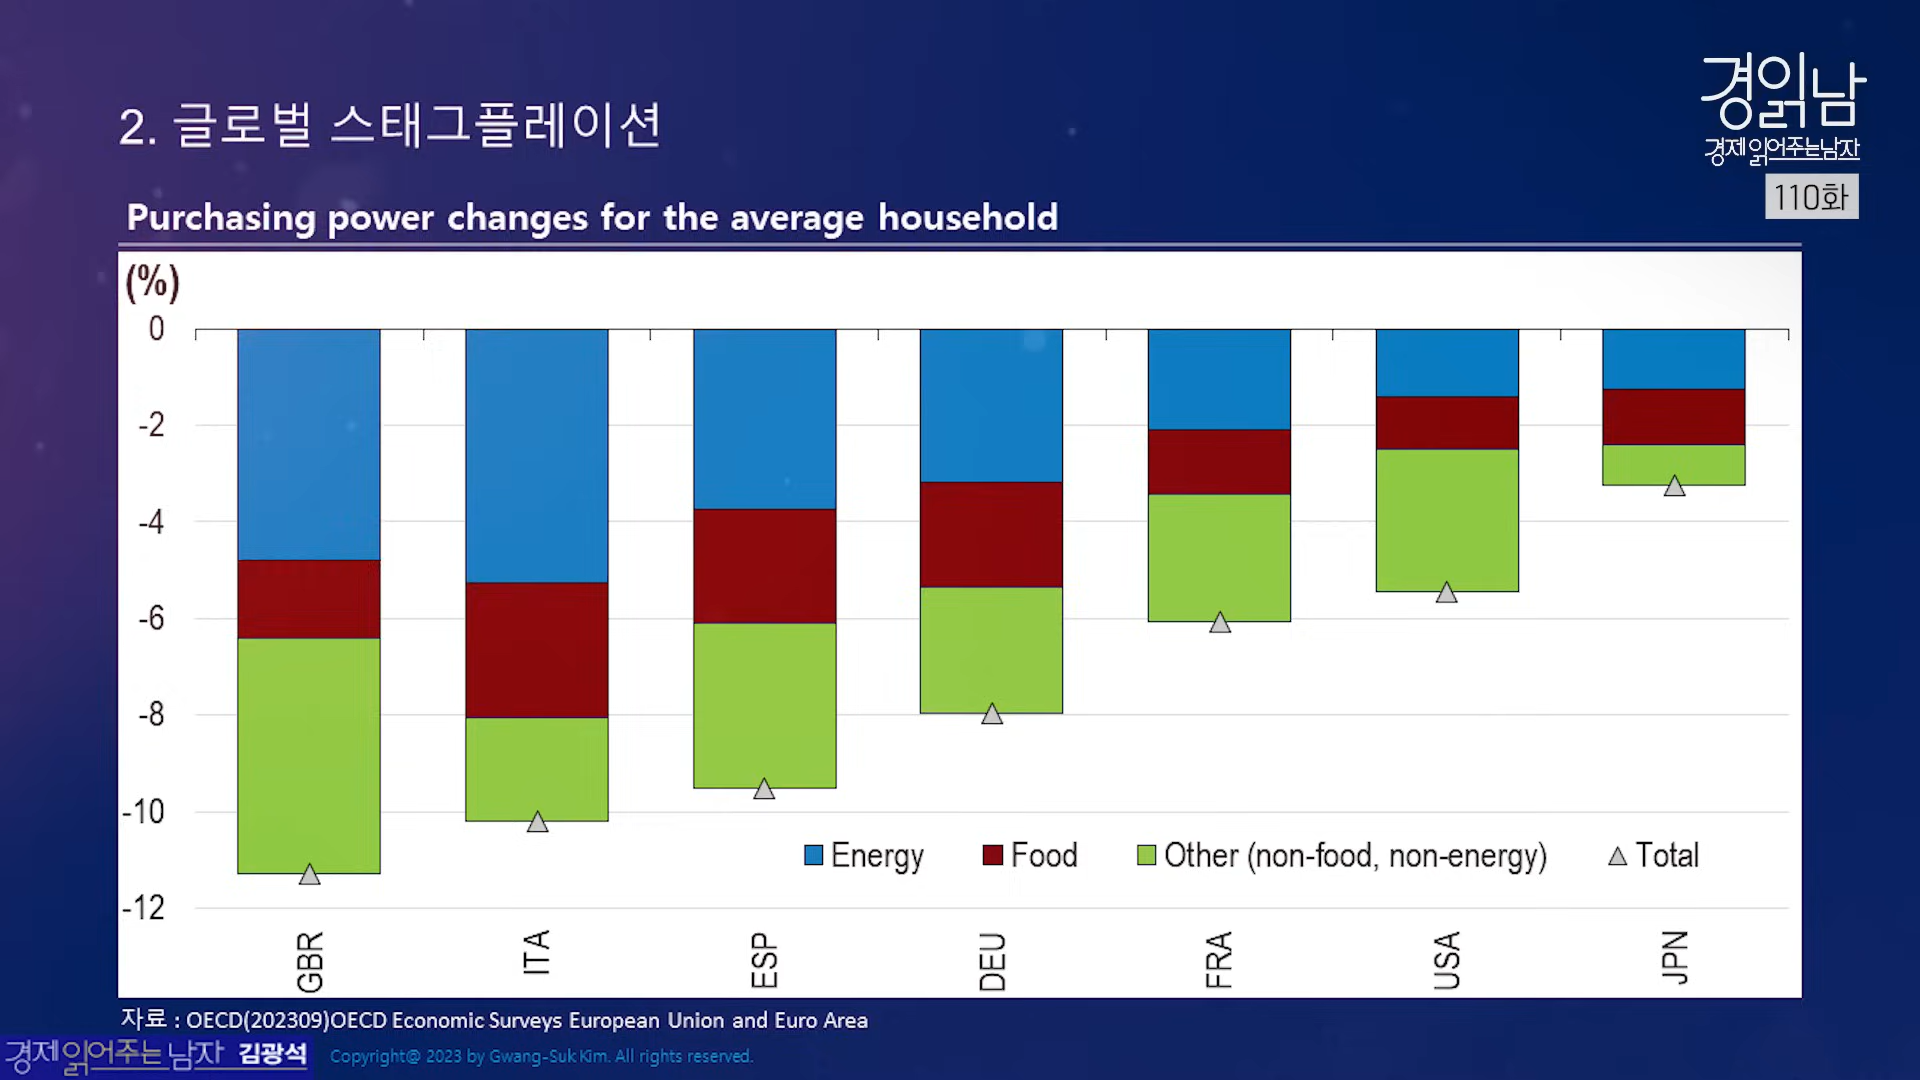 경읽남
경제 읽어주는남자
110화
2. 글로벌 스태그플레이션
Purchasing power changes for the average household
(%)
0
-2
-4
-6
-8
-10
-12
Energy
Food
Other (non-food, non-energy)
Total
GBR
ITA
ESP
DEU
FRA
USA
JPN
자료 : OECD(202309)OECD Economic Surveys European Union and Euro Area
경제읽어주는남자 김광석
Copyright@ 2023 by Gwang-Suk Kim. All rights reserved.